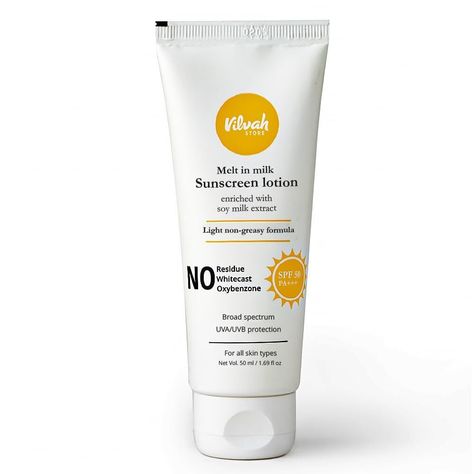 Vilvah
STORE
Melt in milk
Sunscreen lotion
enriched with
soy milk extract
Light non-greasy formula
NO
Residue
Whitecast
Oxybenzone
SPF 50
PA+++
Broad spectrum
UVA/UVB protection
For all skin types
Net Vol. 50 ml / 1.69 fl oz